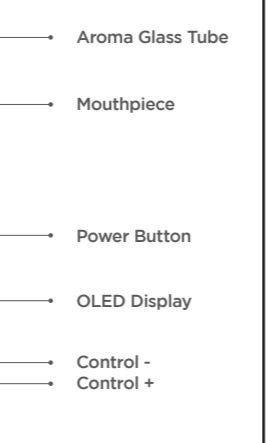 Aroma Glass Tube
Mouthpiece
Power Button
OLED Display
Control -
Control +